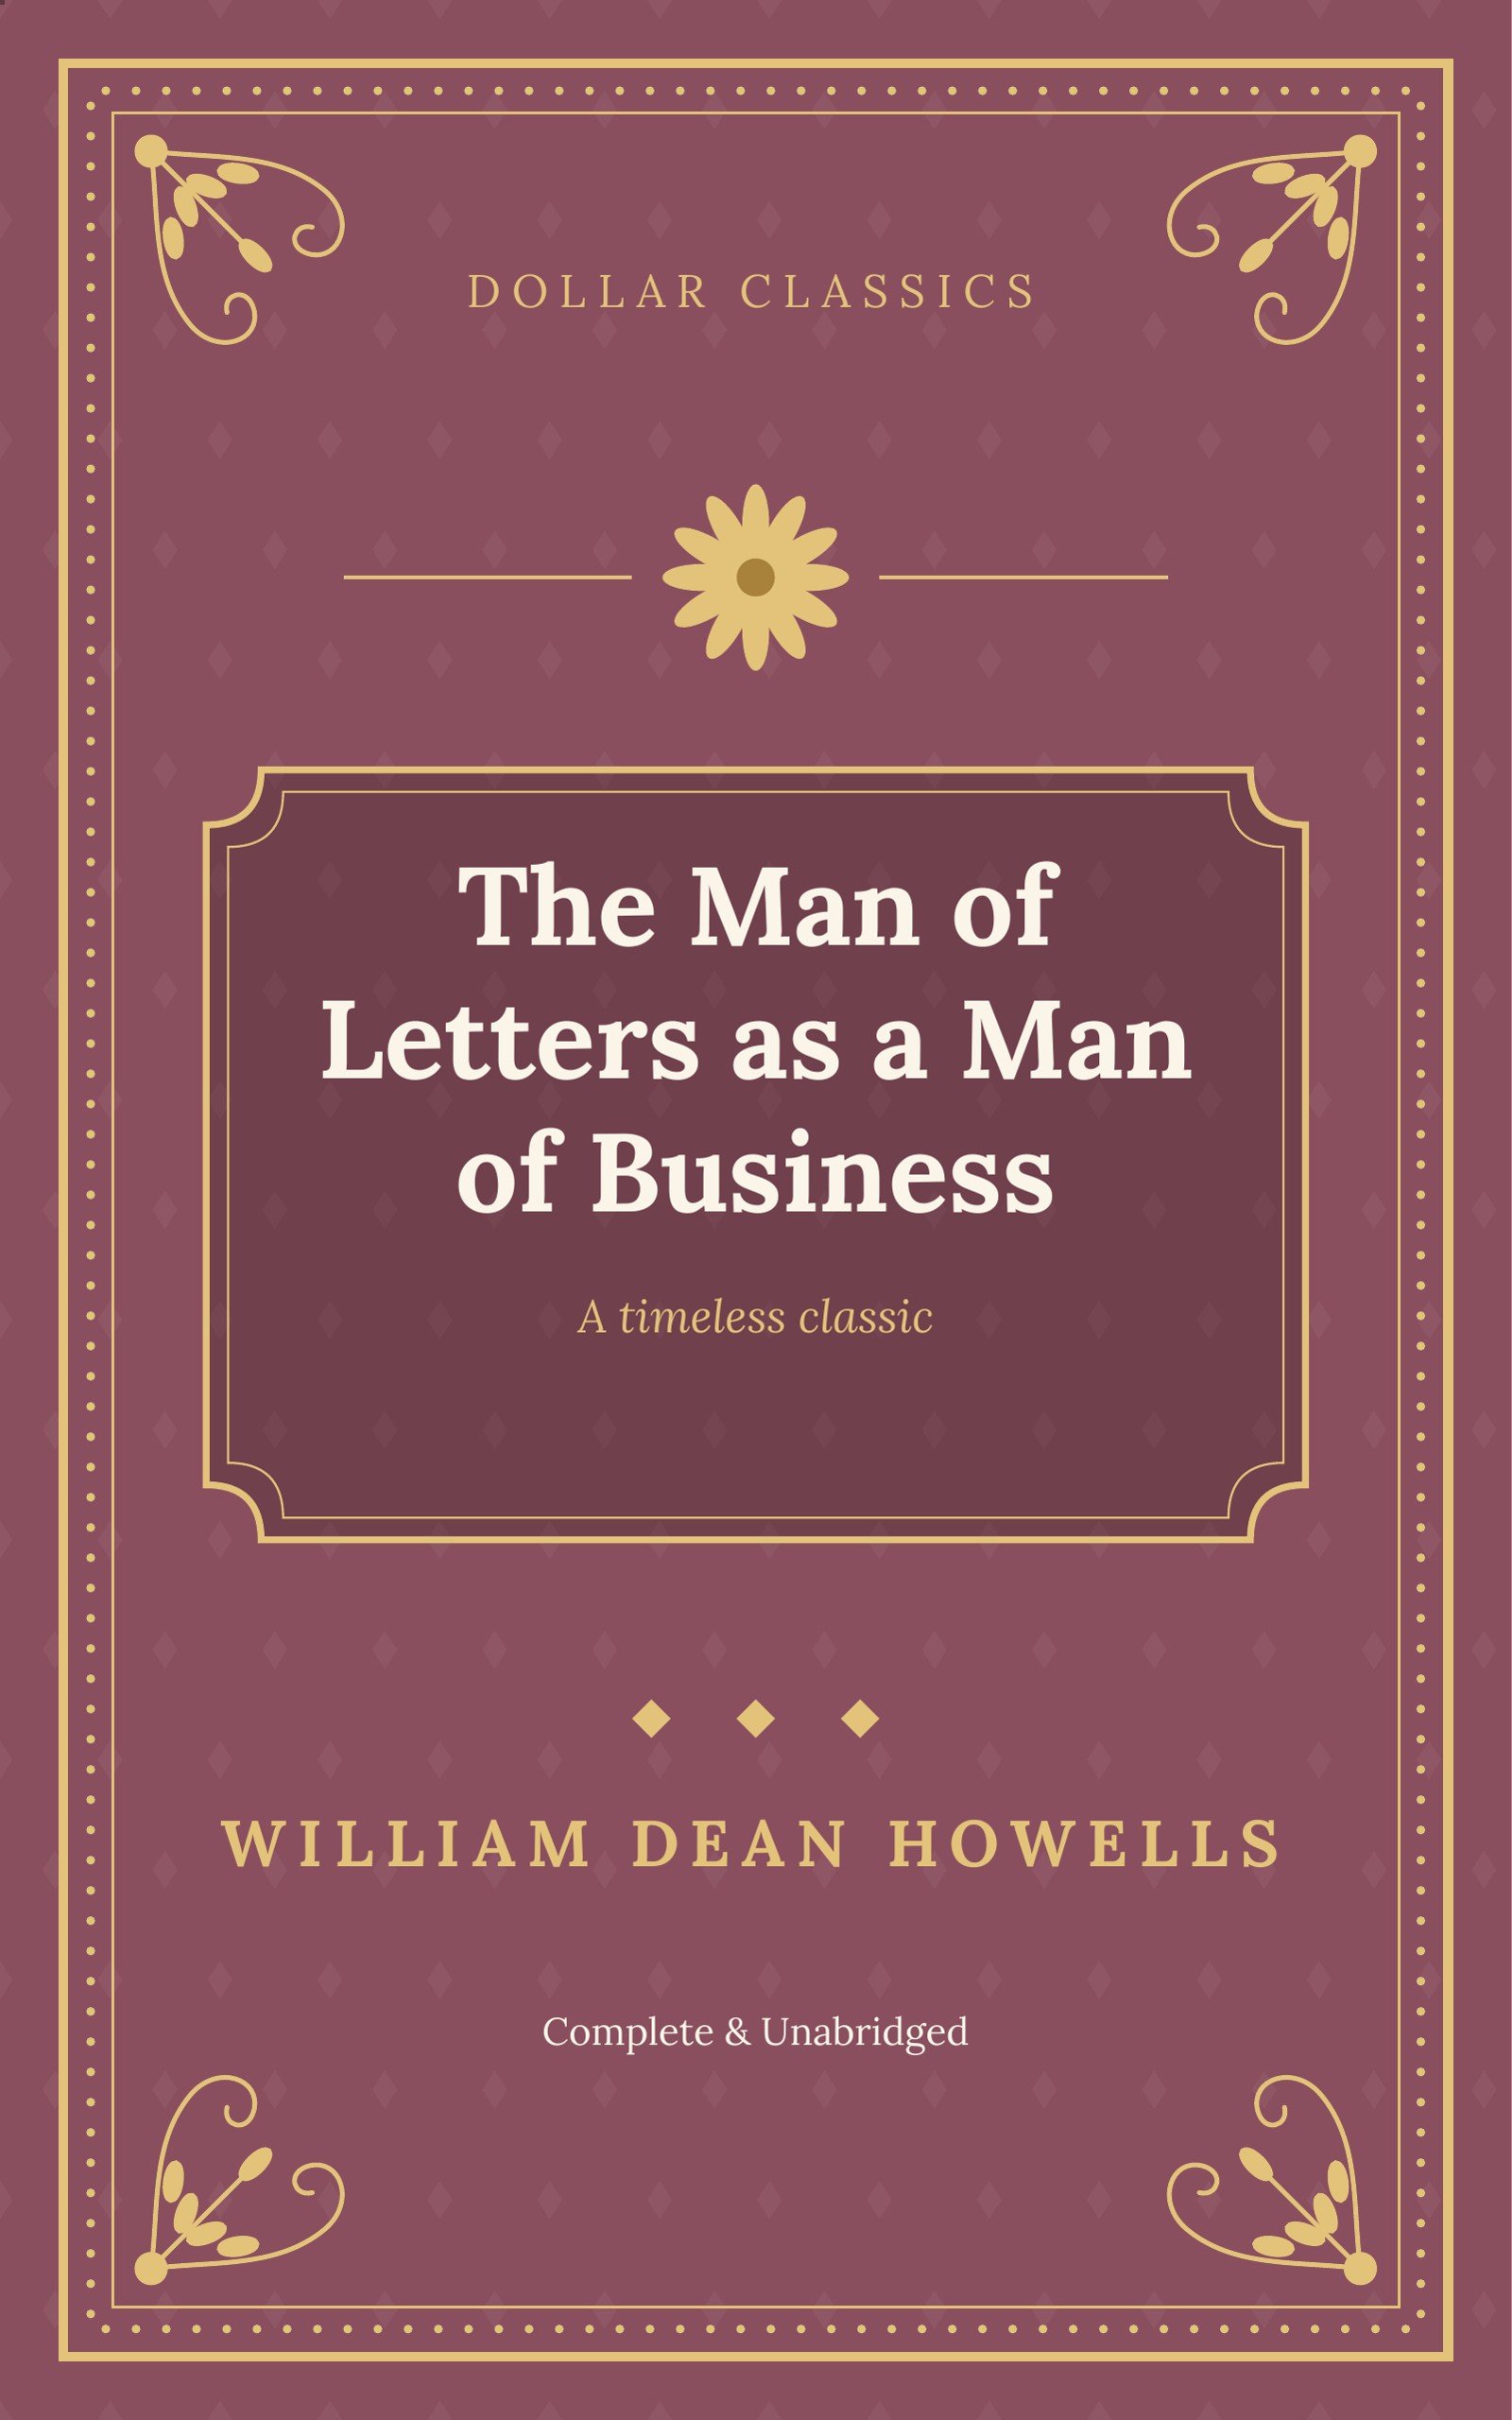 DOLLAR CLASSICS
The Man of
Letters as a Man
of Business
A timeless classic
WILLIAM DEAN HOWELLS
Complete & Unabridged